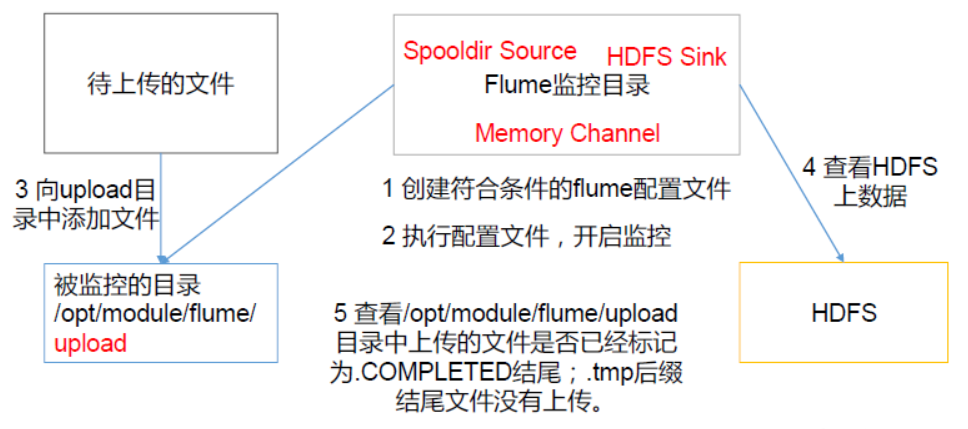 待上传的文件
Spooldir Source
HDFS Sink
Flume监控目录
Memory Channel
3 向upload目
录中添加文件
1 创建符合条件的flume配置文件
2 执行配置文件，开启监控
4 查看HDFS
上数据
被监控的目录
/opt/module/flume/
upload
5 查看/opt/module/flume/upload
目录中上传的文件是否已经标记
为.COMPLETED结尾；.tmp后缀
结尾文件没有上传。
HDFS